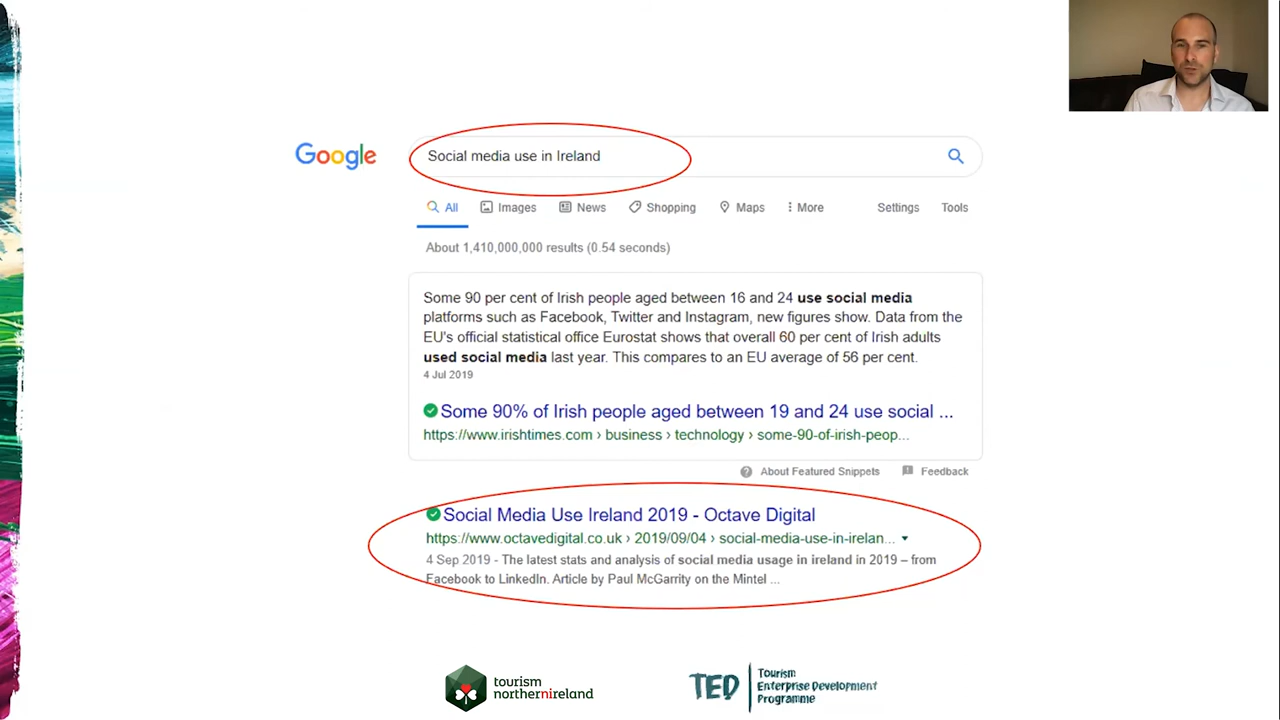 Google
Social media use in Ireland
All Images News Shopping Maps More Settings Tools
About 1,410,000,000 results (0.54 seconds)
Some 90 per cent of Irish people aged between 16 and 24 use social media
platforms such as Facebook, Twitter and Instagram, new figures show. Data from the
EU's official statistical office Eurostat shows that overall 60 per cent of Irish adults
used social media last year. This compares to an EU average of 56 per cent.
4 Jul 2019
Some 90% of Irish people aged between 19 and 24 use social ...
https://www.irishtimes.com › business › technology › some-90-of-irish-peop...
About Featured Snippets Feedback
Social Media Use Ireland 2019 - Octave Digital
https://www.octavedigital.co.uk › 2019/09/04 › social-media-use-in-irelan...
4 Sep 2019 - The latest stats and analysis of social media usage in ireland in 2019 – from
Facebook to LinkedIn. Article by Paul McGarrity on the Mintel ...
tourism
northernireland
TED
Tourism
Enterprise Development
Programme